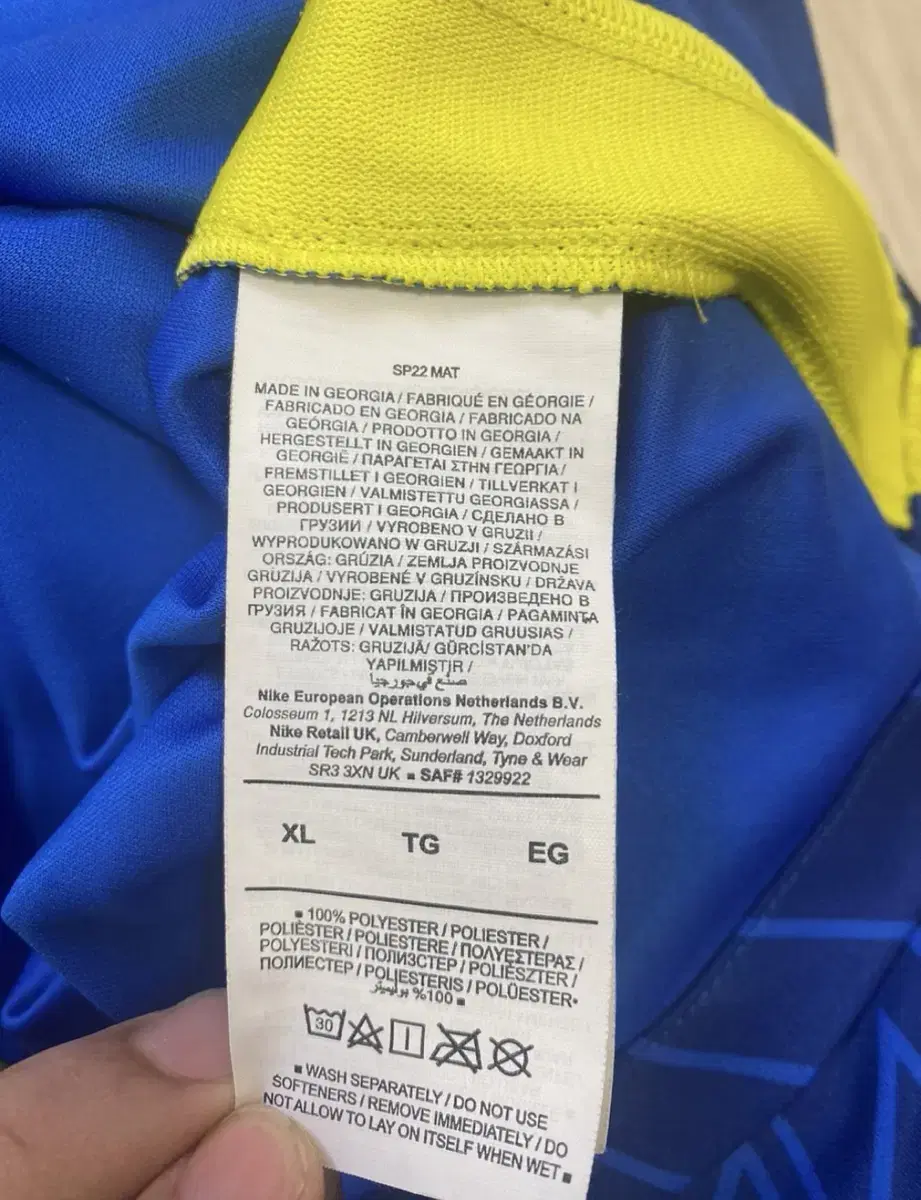 SP22 MAT
MADE IN GEORGIA / FABRIQUÉ EN GÉORGIE /
FABRICADO EN GEORGIA / FABRICADO NA
GEÓRGIA / PRODOTTO IN GEORGIA /
HERGESTELLT IN GEORGIEN / GEMAAKT IN
GEORGIË / ΠΑΡΑΓΕΤΑΙ ΣΤΗΝ ΓΕΩΡΓΙΑ /
FREMSTILLET I GEORGIEN / TILLVERKAT I
GEORGIEN / VALMISTETTU GEORGIASSA /
PRODUSERT I GEORGIA / СДЕЛАНО В
ГРУЗИИ / VYROBENO V GRUZII /
WYPRODUKOWANO W GRUZJI / SZÁRMAZÁSI
ORSZÁG: GRÚZIA / ZEMLJA PROIZVODNJE
GRUZIJA / VYROBENÉ V GRUZÍNSKU / DRŽAVA
PROIZVODNJE: GRUZIJA / ПРОИЗВЕДЕНО В
ГРУЗИЯ / FABRICAT ÎN GEORGIA / PAGAMINTA
GRUZIJOJE / VALMISTATUD GRUUSIAS /
RAŽOTS: GRUZIJĀ/ GÜRCİSTAN'DA
YAPILMIŞTIR /
صنع في جورجيا
Nike European Operations Netherlands B.V.
Colosseum 1, 1213 NL Hilversum, The Netherlands
Nike Retail UK, Camberwell Way, Doxford
Industrial Tech Park, Sunderland, Tyne & Wear
SR3 3XN UK ■ SAF# 1329922
XL TG EG
■ 100% POLYESTER / POLIESTER /
POLIÈSTER / POLIESTERE / ΠΟΛΥΕΣΤΕΡΑΣ /
POLYESTERI / ПОЛИЭСТЕР / POLIÉSZTER /
ПОЛИЕСТЕР / POLIESTERIS / POLÜESTER•
%100 بوليستر ■
30
■ WASH SEPARATELY / DO NOT USE
SOFTENERS / REMOVE IMMEDIATELY / DO
NOT ALLOW TO LAY ON ITSELF WHEN WET ■